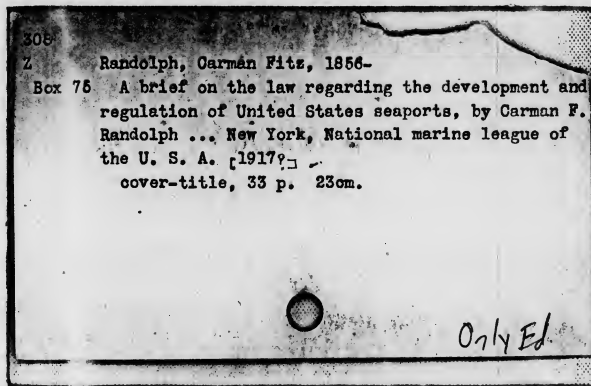 308
Z Randolph, Carman Fitz, 1856-
Box 75 A brief on the law regarding the development and
regulation of United States seaports, by Carman F.
Randolph ... New York, National marine league of
the U. S. A. [1917?]
cover-title, 33 p. 23cm.
Only Ed.